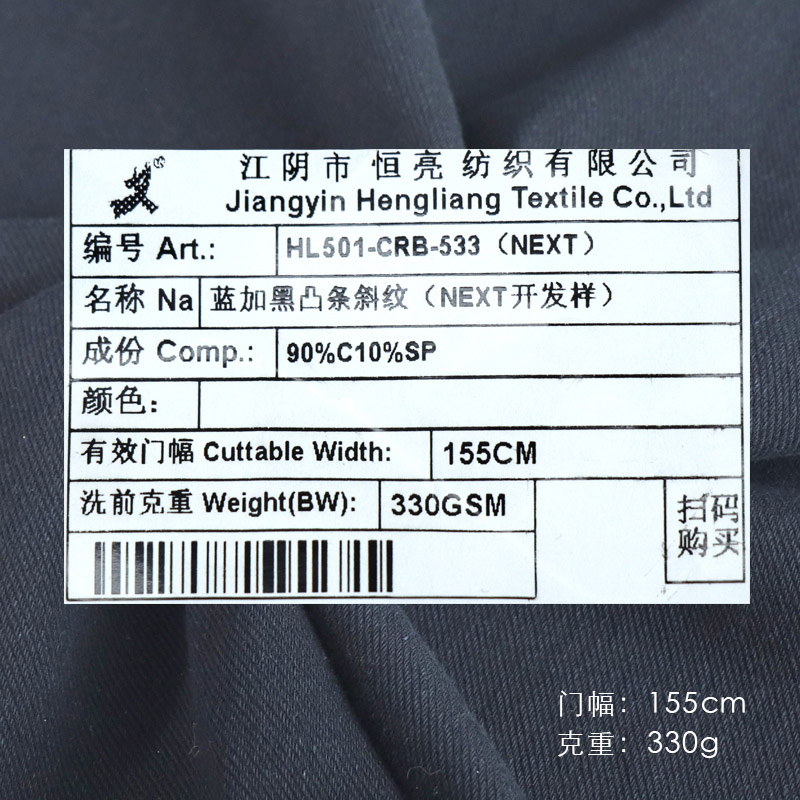 江阴市 恒亮 纺织有限公司
Jiangyin Hengliang Textile Co.,Ltd
编号 Art.: HL501-CRB-533（NEXT）
名称 Na 蓝加黑凸条斜纹（NEXT开发样）
成份 Comp.: 90%C10%SP
颜色：
有效门幅 Cuttable Width: 155CM
洗前克重 Weight(BW): 330GSM
扫码
购买
门幅：155cm
克重：330g